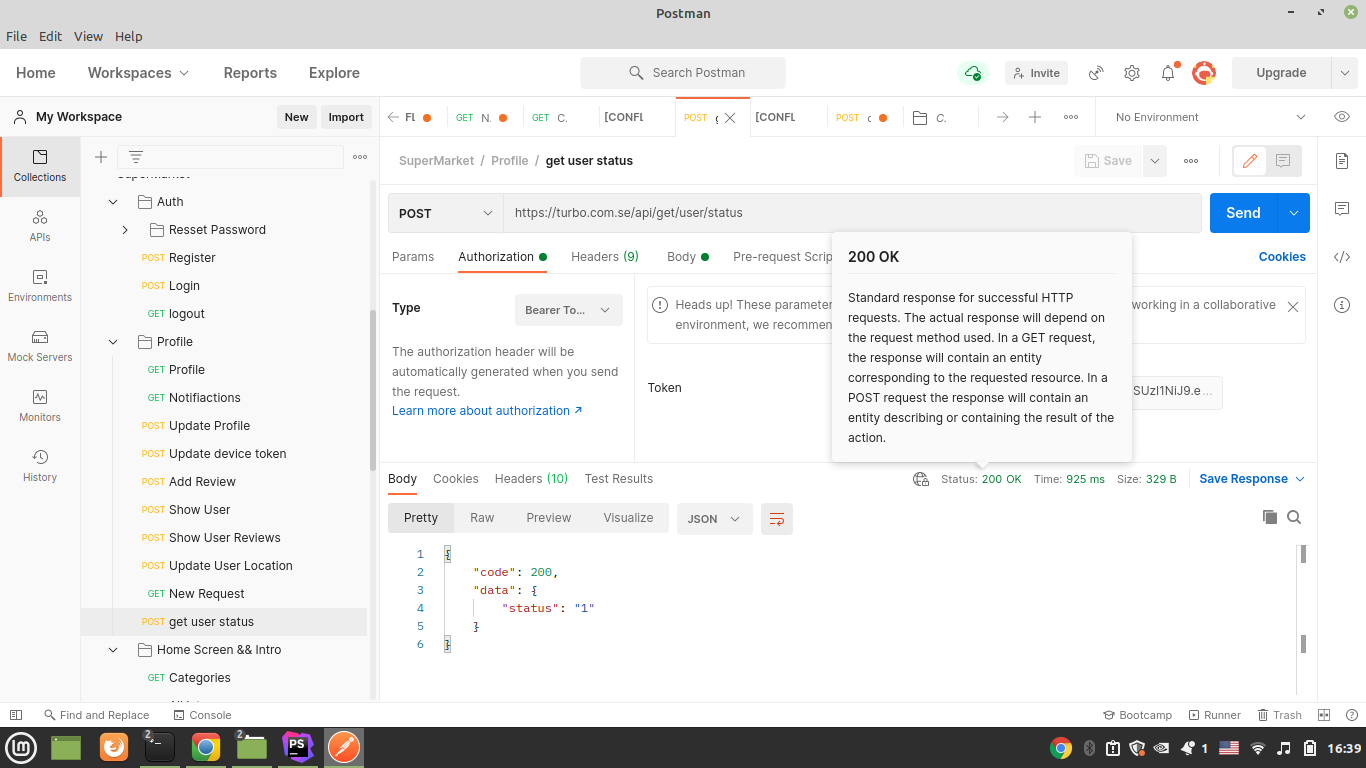 Postman
File Edit View Help
Home Workspaces Reports Explore
Search Postman
Invite
Upgrade
My Workspace
New Import
GET N. GET C. [CONFL POST [CONFL POST C.
No Environment
Collections
APIs
Environments
Mock Servers
Monitors
History
Auth
Resset Password
POST Register
POST Login
GET logout
Profile
GET Profile
GET Notifiactions
POST Update Profile
POST Update device token
POST Add Review
POST Show User
POST Show User Reviews
POST Update User Location
GET New Request
POST get user status
Home Screen && Intro
GET Categories
SuperMarket / Profile / get user status
Save
POST https://turbo.com.se/api/get/user/status
Send
Params Authorization Headers (9) Body Pre-request Scrip
Cookies
Type Bearer To...
The authorization header will be
automatically generated when you send
the request.
Learn more about authorization ↗
Heads up! These parameter working in a collaborative
environment, we recommen
Token SUzI1NiJ9.e ...
200 OK
Standard response for successful HTTP
requests. The actual response will depend on
the request method used. In a GET request,
the response will contain an entity
corresponding to the requested resource. In a
POST request the response will contain an
entity describing or containing the result of the
action.
Body Cookies Headers (10) Test Results
Status: 200 OK Time: 925 ms Size: 329 B Save Response
Pretty Raw Preview Visualize JSON
1 {
2 "code": 200,
3 "data": {
4 "status": "1"
5 }
6 }
Find and Replace Console
Bootcamp Runner Trash
2 2 PS
1 16:39